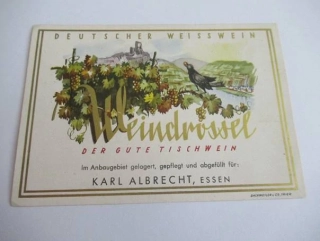 DEUTSCHER WEISSWEIN
Weindrossel
DER GUTE TISCHWEIN
im Anbaugebiet gelagert, gepflegt und abgefüllt für:
KARL ALBRECHT, ESSEN